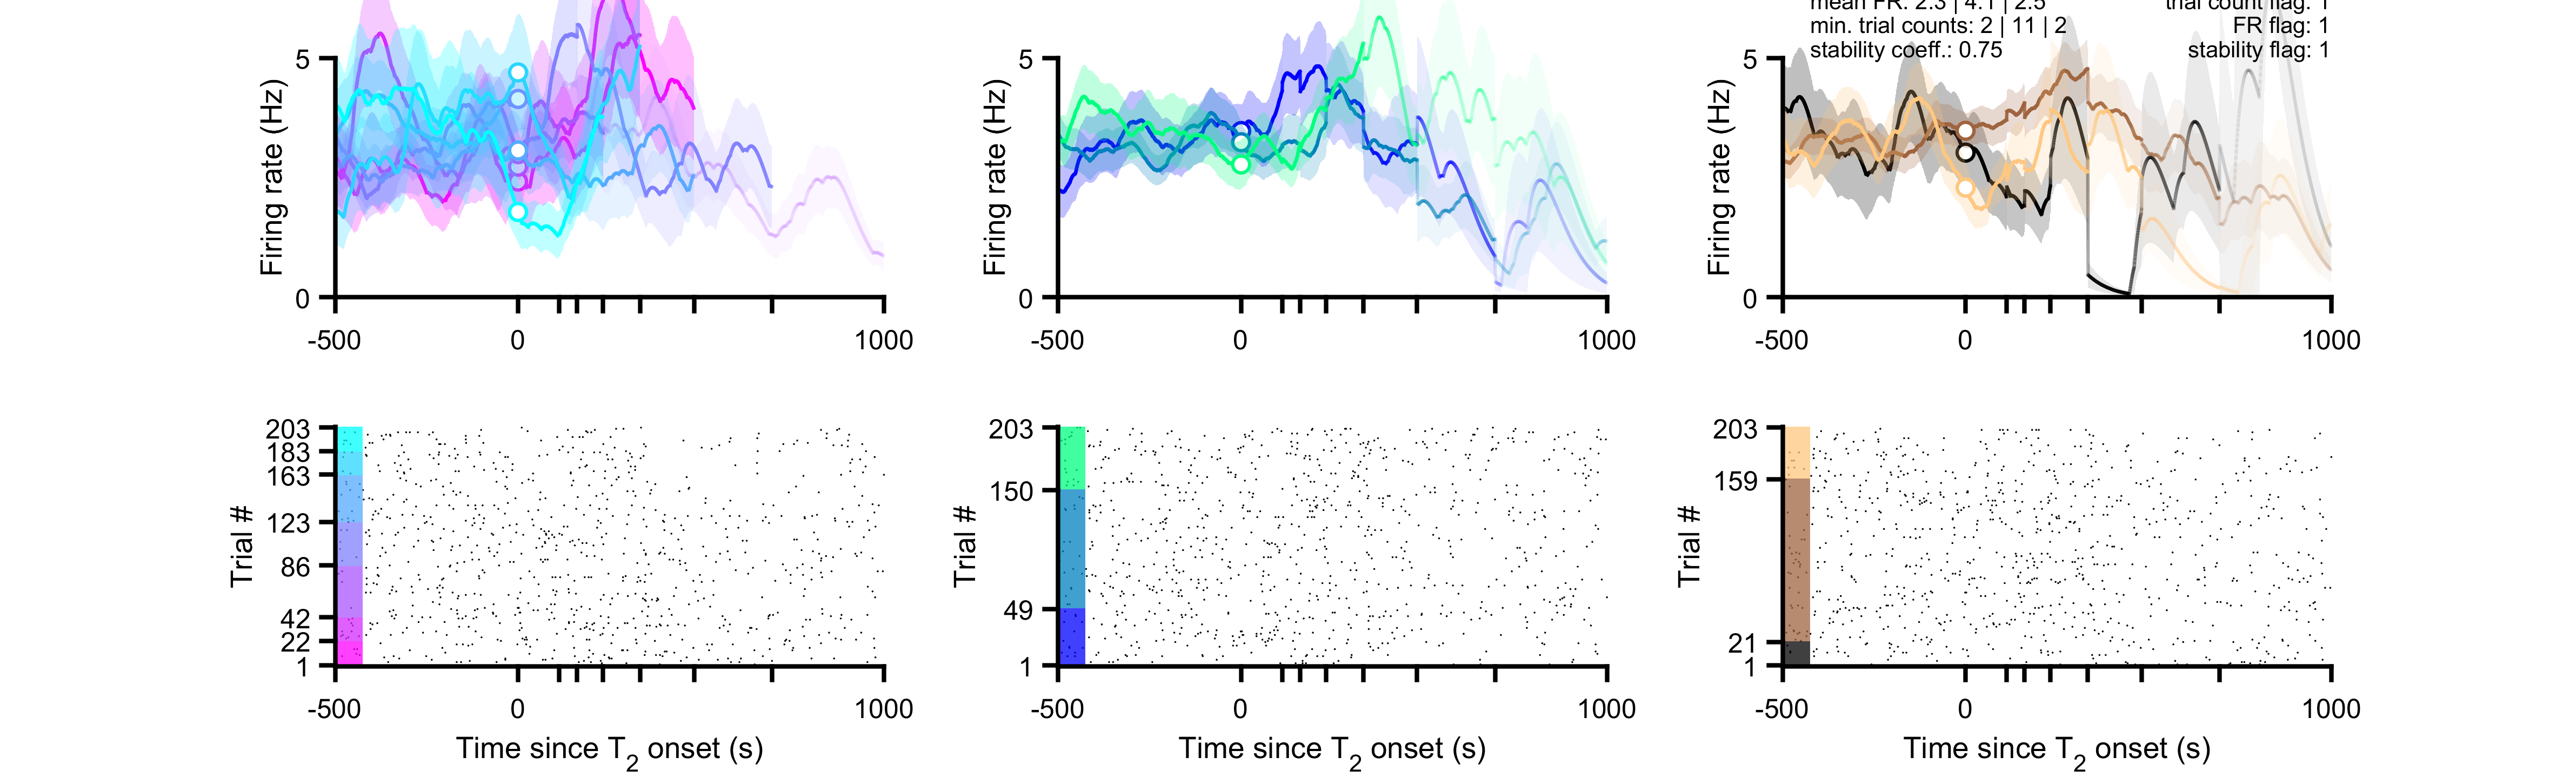 mean FR: 2.3 | 4.1 | 2.5
trial count flag: 1
min. trial counts: 2 | 11 | 2
FR flag: 1
stability coeff.: 0.75
stability flag: 1
5
0
Firing rate (Hz)
-500
0
1000
5
0
Firing rate (Hz)
-500
0
1000
5
0
Firing rate (Hz)
-500
0
1000
203
183
163
123
86
42
22
1
Trial #
-500
0
1000
Time since T2 onset (s)
203
150
49
1
Trial #
-500
0
1000
Time since T2 onset (s)
203
159
21
1
Trial #
-500
0
1000
Time since T2 onset (s)